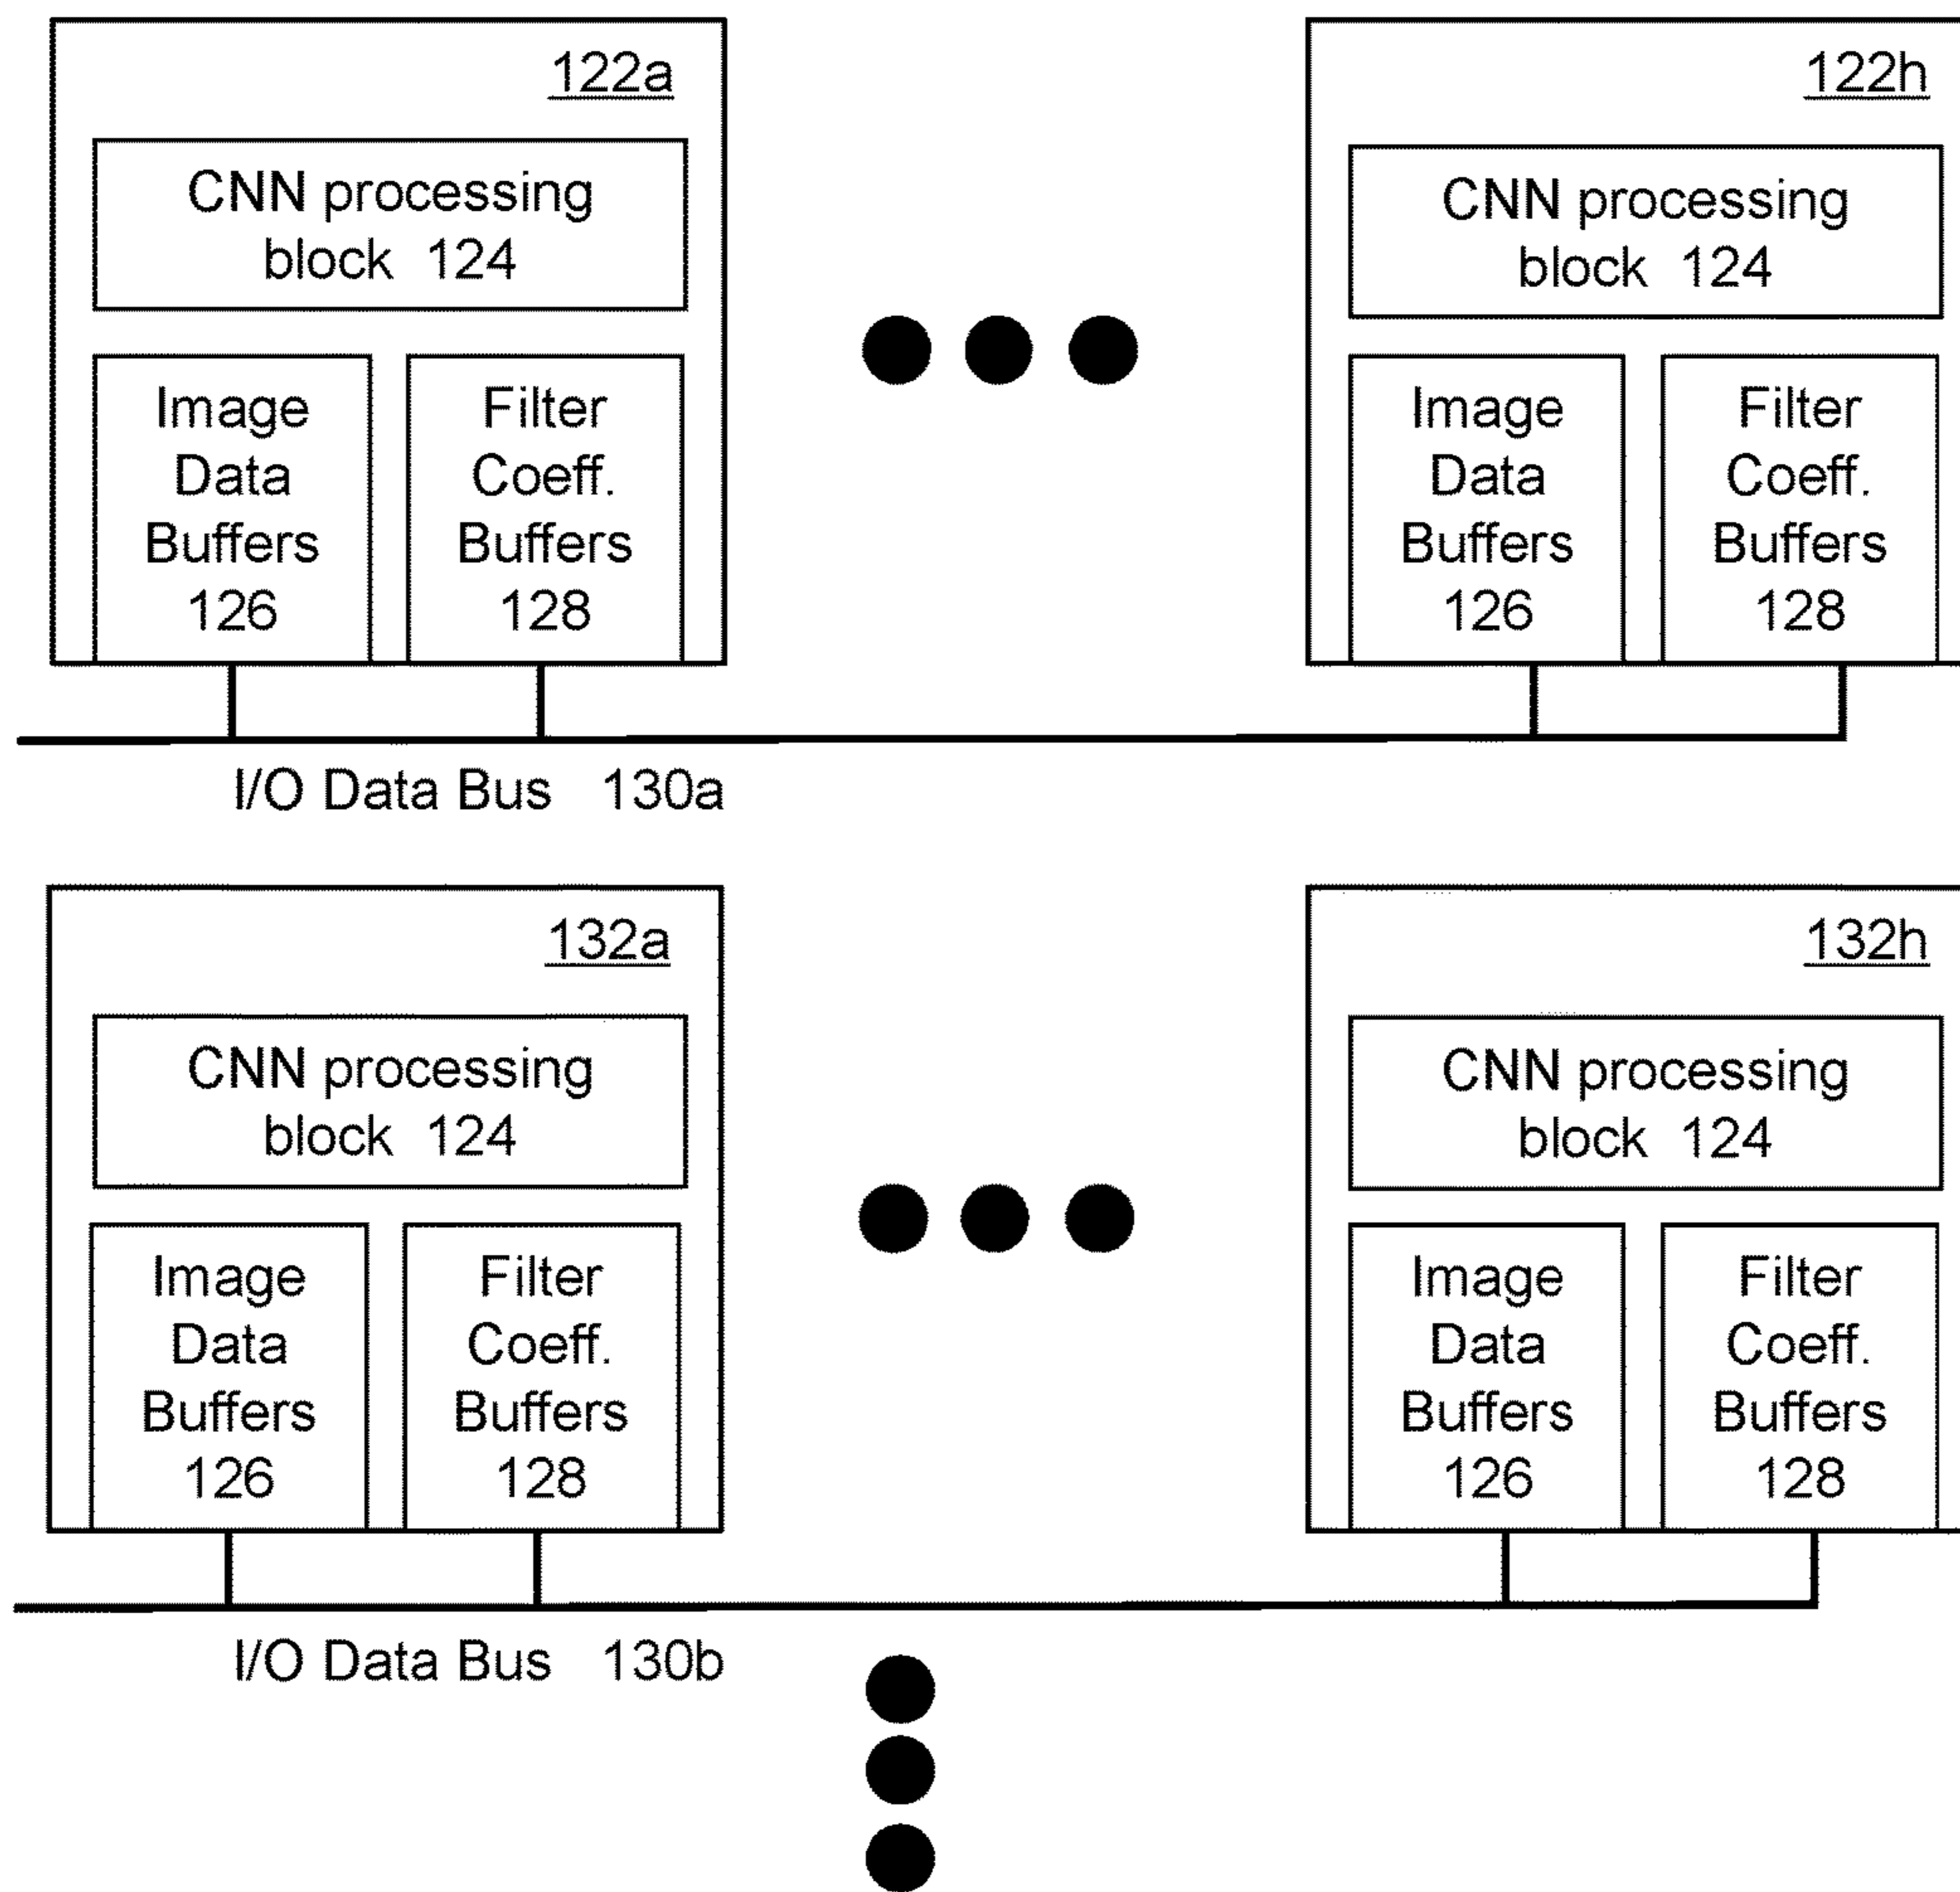 122a
CNN processing
block 124
Image
Data
Buffers
126
Filter
Coeff.
Buffers
128
122h
CNN processing
block 124
Image
Data
Buffers
126
Filter
Coeff.
Buffers
128
I/O Data Bus 130a
132a
CNN processing
block 124
Image
Data
Buffers
126
Filter
Coeff.
Buffers
128
132h
CNN processing
block 124
Image
Data
Buffers
126
Filter
Coeff.
Buffers
128
I/O Data Bus 130b